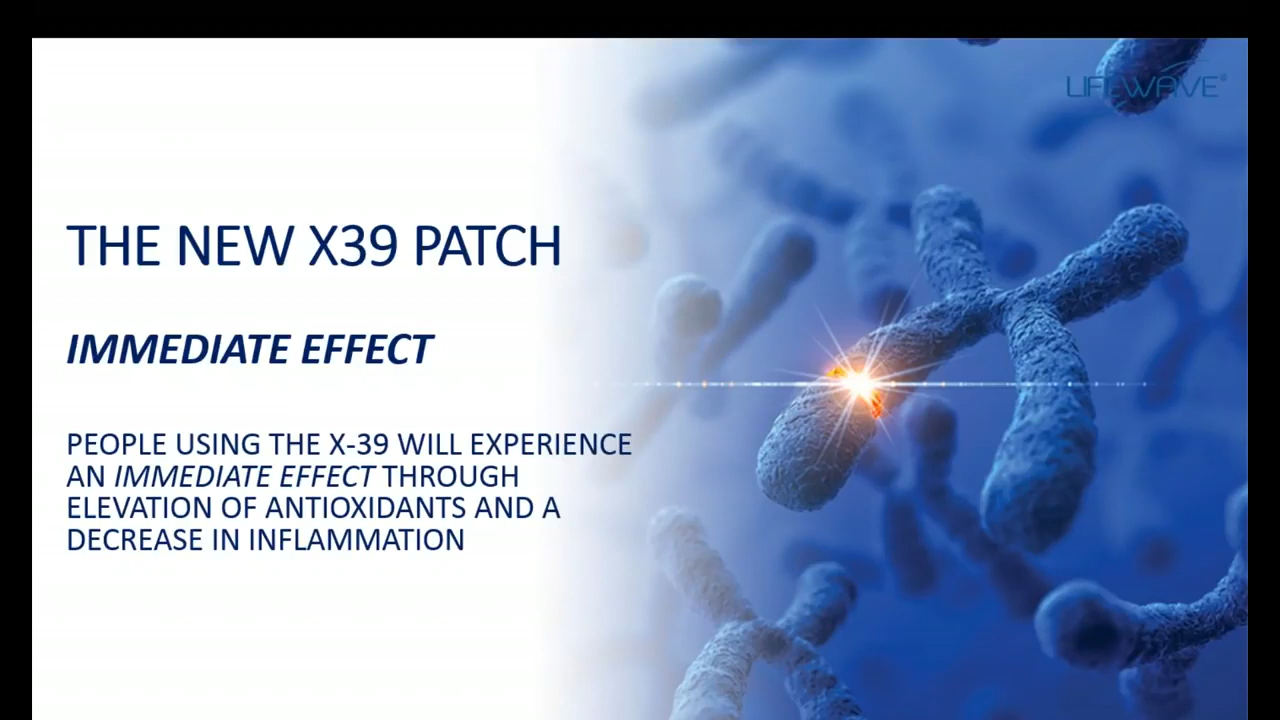 LIFEWAVE®
THE NEW X39 PATCH
IMMEDIATE EFFECT
PEOPLE USING THE X-39 WILL EXPERIENCE
AN IMMEDIATE EFFECT THROUGH
ELEVATION OF ANTIOXIDANTS AND A
DECREASE IN INFLAMMATION